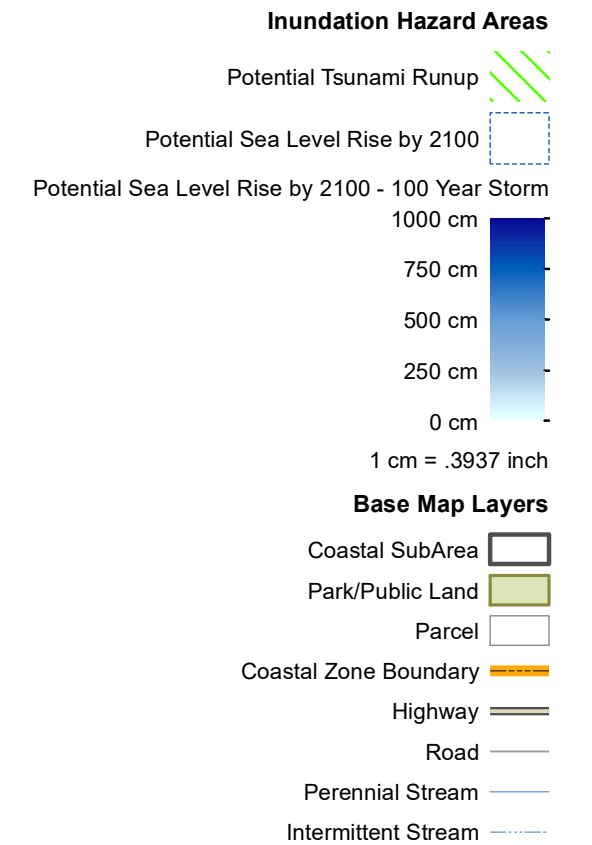 Inundation Hazard Areas
Potential Tsunami Runup
Potential Sea Level Rise by 2100
Potential Sea Level Rise by 2100 - 100 Year Storm
1000 cm
750 cm
500 cm
250 cm
0 cm
1 cm = .3937 inch
Base Map Layers
Coastal SubArea
Park/Public Land
Parcel
Coastal Zone Boundary
Highway
Road
Perennial Stream
Intermittent Stream